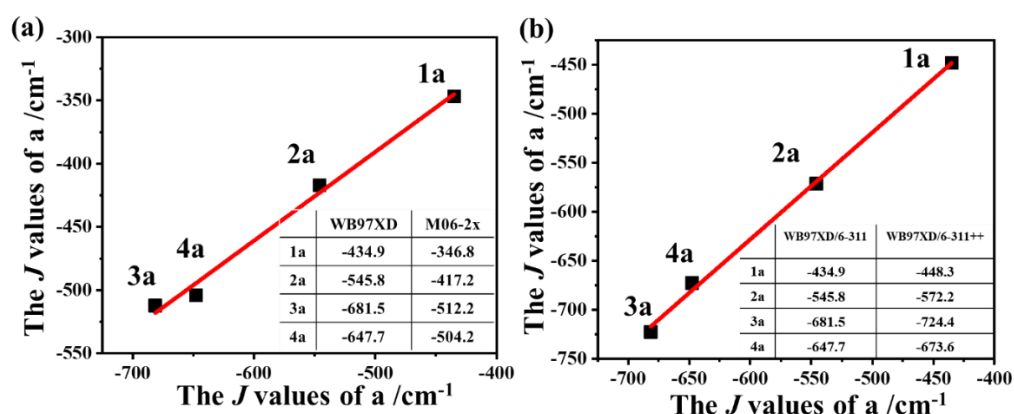 (a)
The J values of a /cm-1
-300
-350
-400
-450
-500
-550
1a
2a
4a
3a
WB97XD M06-2x
1a -434.9 -346.8
2a -545.8 -417.2
3a -681.5 -512.2
4a -647.7 -504.2
-700 -600 -500 -400
The J values of a /cm-1
(b)
The J values of a /cm-1
-450
-500
-550
-600
-650
-700
-750
1a
2a
4a
3a
WB97XD/6-311 WB97XD/6-311++
1a -434.9 -448.3
2a -545.8 -572.2
3a -681.5 -724.4
4a -647.7 -673.6
-700 -650 -600 -550 -500 -450 -400
The J values of a /cm-1